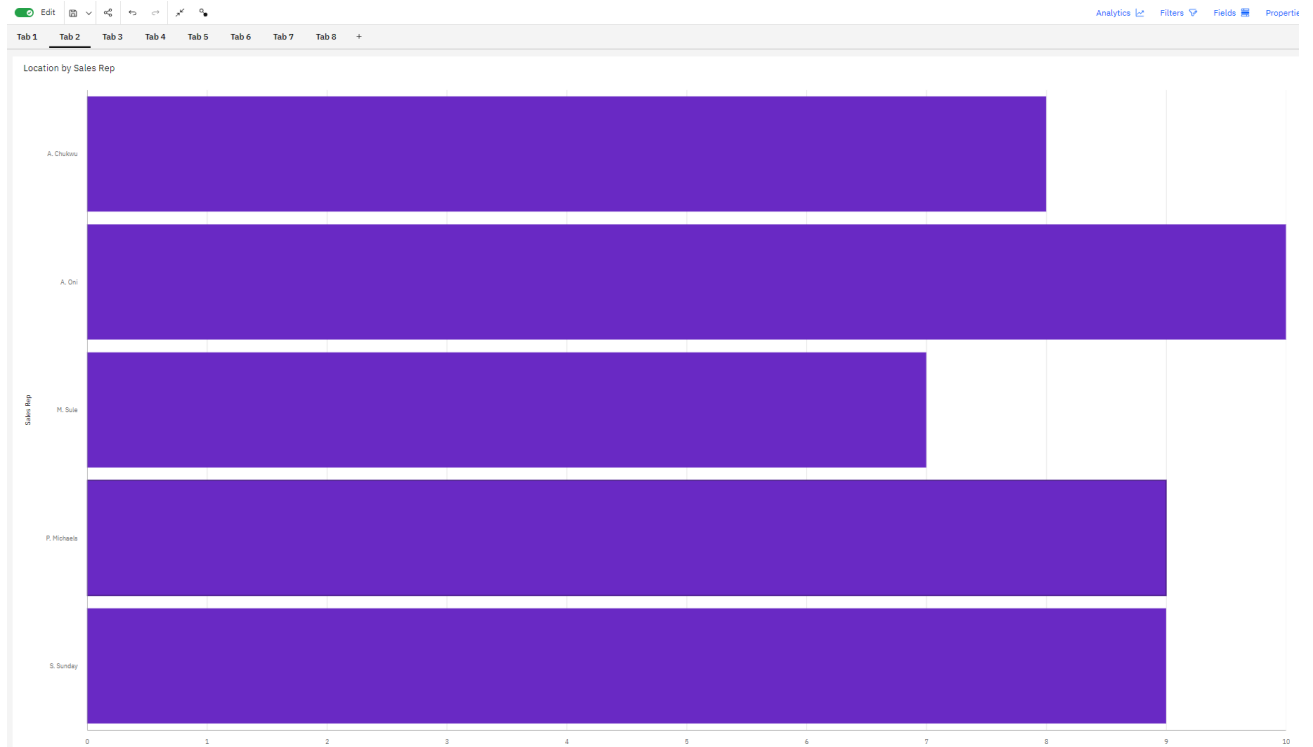 Edit
Analytics Filters Fields Propertie
Tab 1 Tab 2 Tab 3 Tab 4 Tab 5 Tab 6 Tab 7 Tab 8 +
Location by Sales Rep
Sales Rep
A. Chukwu
A. Oni
M. Sule
P. Michaels
S. Sunday
0 1 2 3 4 5 6 7 8 9 10